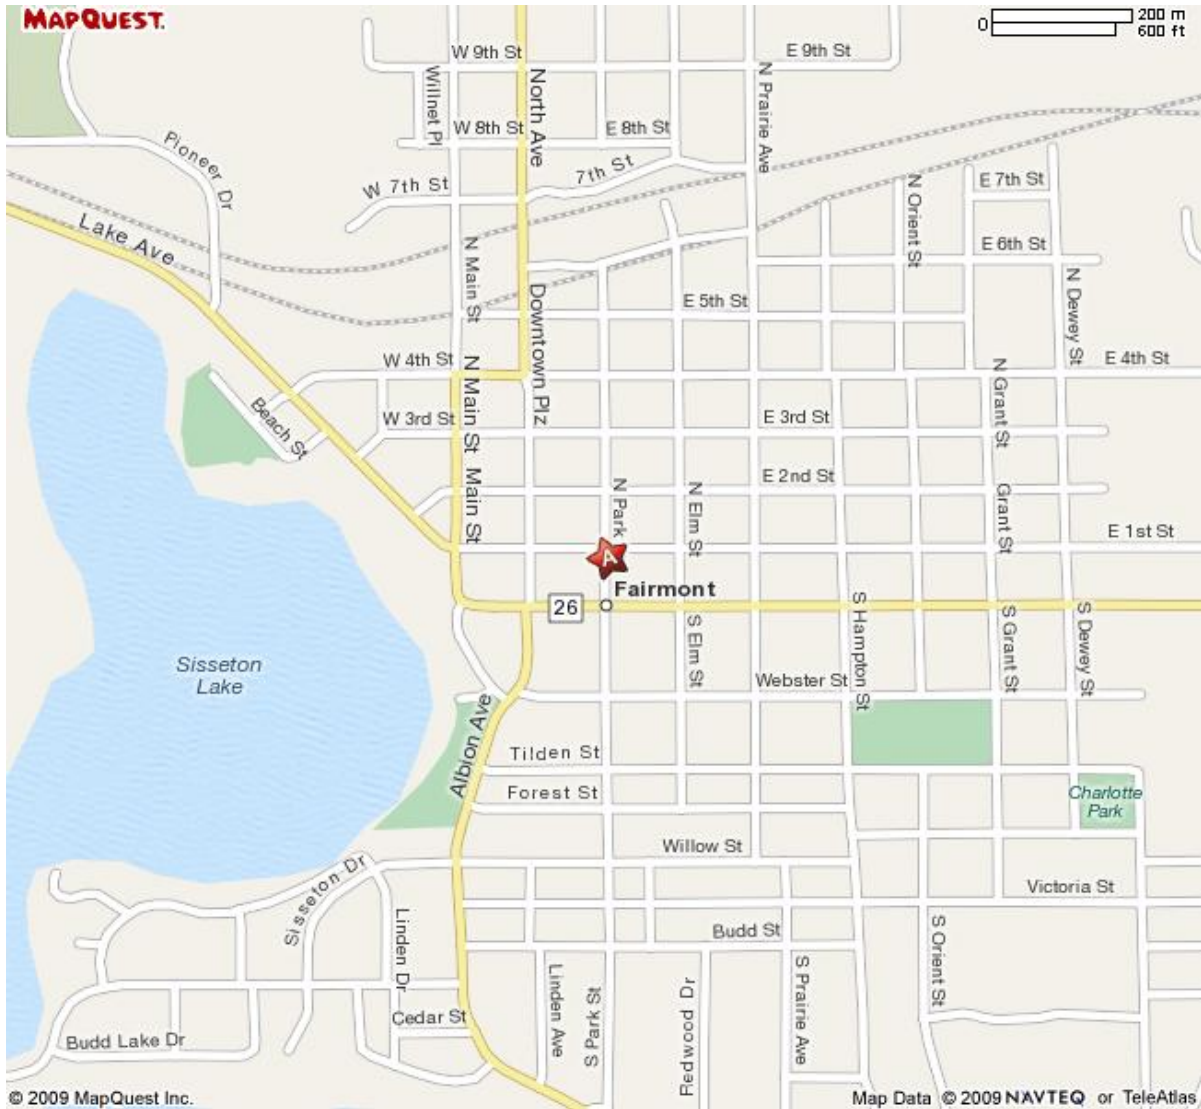 MAPQUEST.
0
200 m
600 ft
W 9th St
E 9th St
Willnet Pl
North Ave
N Prairie Ave
W 8th St
E 8th St
Pioneer Dr
7th St
W 7th St
E 7th St
N Orient St
Lake Ave
N Main St
E 6th St
N Dewey St
Downtown Plz
E 5th St
W 4th St
N Main St
E 4th St
N Grant St
Beach St
W 3rd St
E 3rd St
Main St
E 2nd St
N Park
N Elm St
Grant St
E 1st St
A
Fairmont
26
S Elm St
S Hampton St
S Grant St
S Dewey St
Sisseton
Lake
Webster St
Albion Ave
Tilden St
Forest St
Charlotte
Park
Willow St
Sisseton Dr
Victoria St
Linden Dr
Budd St
S Orient St
Linden Ave
S Park St
Redwood Dr
S Prairie Ave
Cedar St
Budd Lake Dr
© 2009 MapQuest Inc.
Map Data © 2009 NAVTEQ or TeleAtlas